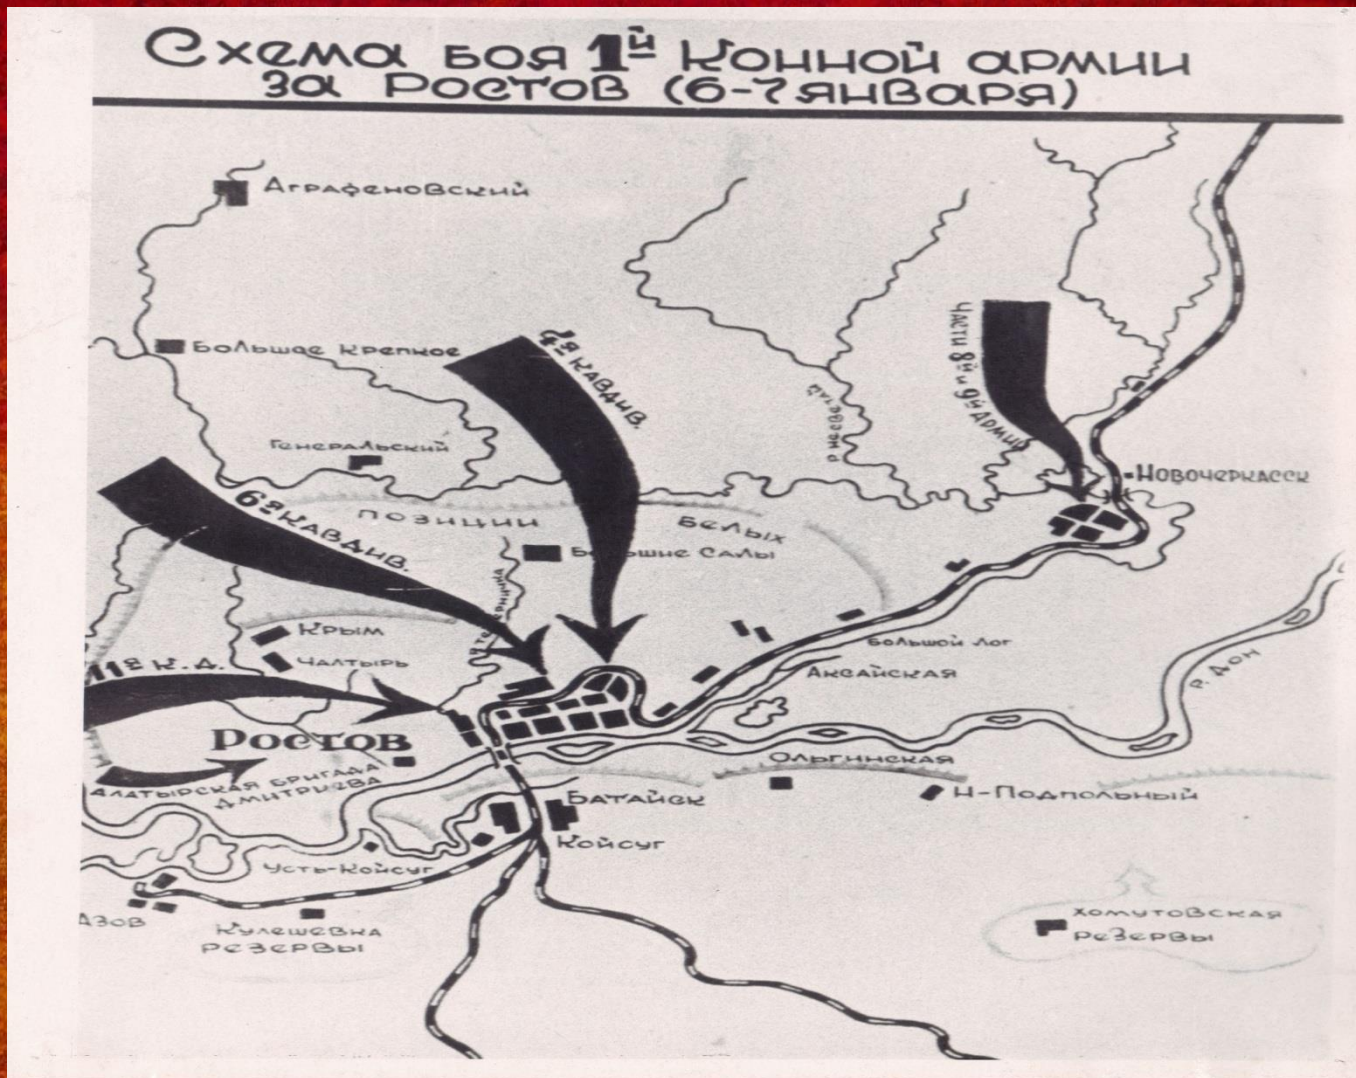 Схема боя 1й Конной армии
за Ростов (6-7 января)
Аграфеновский
Большое Крепкое
4я кавдив.
Части 8й и 9й армии
р. Несветай
Генеральский
Новочеркасск
6я кавдив.
позиции белых
Большие Салы
Крым
Чалтырь
11я К.Д.
Большой Лог
Аксайская
р. Дон
Ростов
Алатырская бригада
Дмитриева
Ольгинская
Н-Подпольный
Батайск
Койсуг
Усть-Койсуг
Азов
Кулешевка
резервы
Хомутовская
резервы